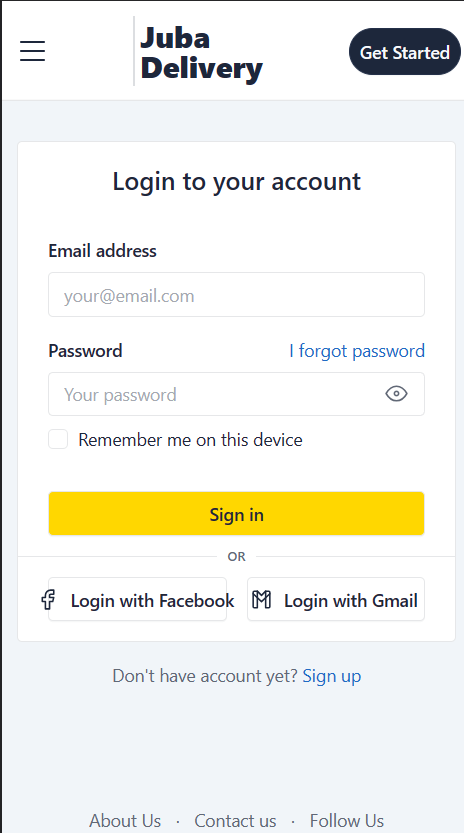 Juba
Delivery
Get Started
Login to your account
Email address
your@email.com
Password
I forgot password
Your password
Remember me on this device
Sign in
OR
Login with Facebook
Login with Gmail
Don't have account yet? Sign up
About Us · Contact us · Follow Us